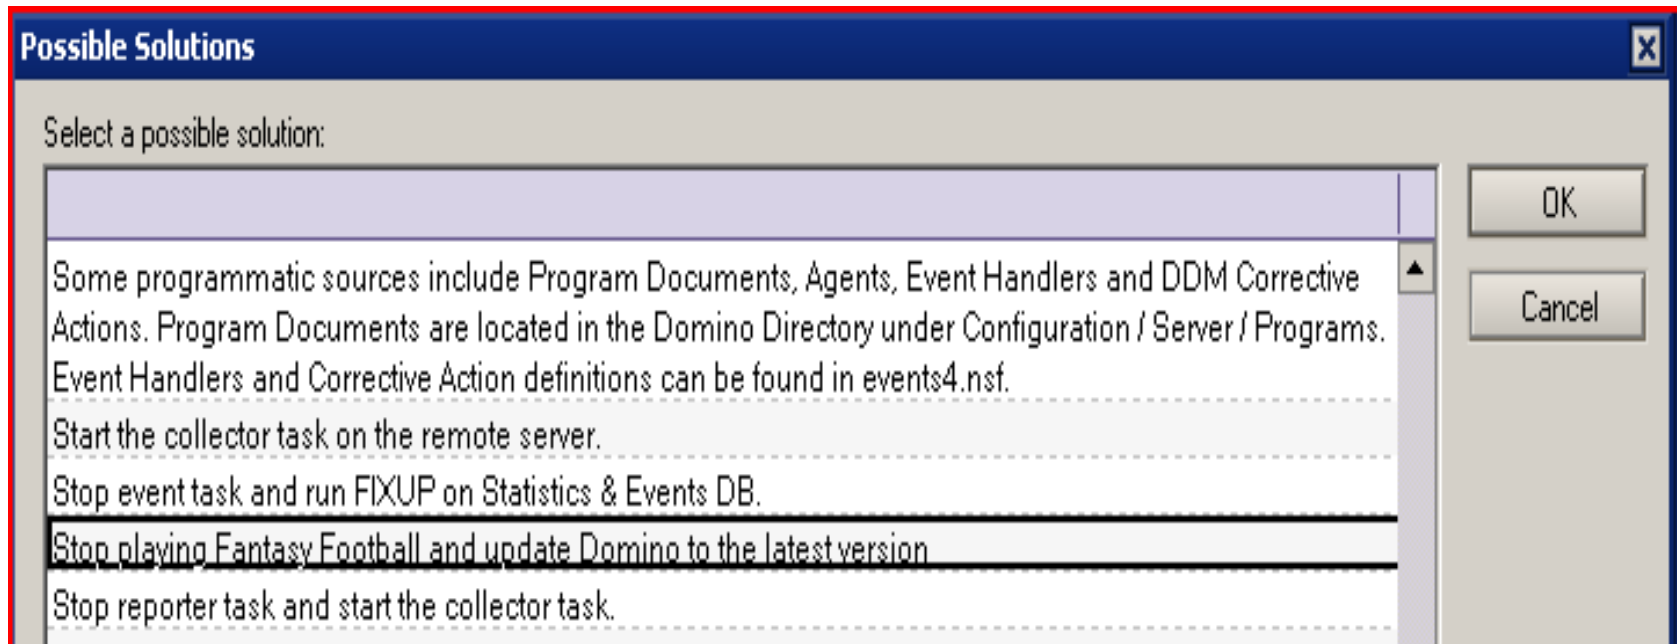 Possible Solutions
Select a possible solution:
OK
Some programmatic sources include Program Documents, Agents, Event Handlers and DDM Corrective
Actions. Program Documents are located in the Domino Directory under Configuration / Server / Programs.
Event Handlers and Corrective Action definitions can be found in events4.nsf.
Cancel
Start the collector task on the remote server.
Stop event task and run FIXUP on Statistics & Events DB.
Stop playing Fantasy Football and update Domino to the latest version
Stop reporter task and start the collector task.